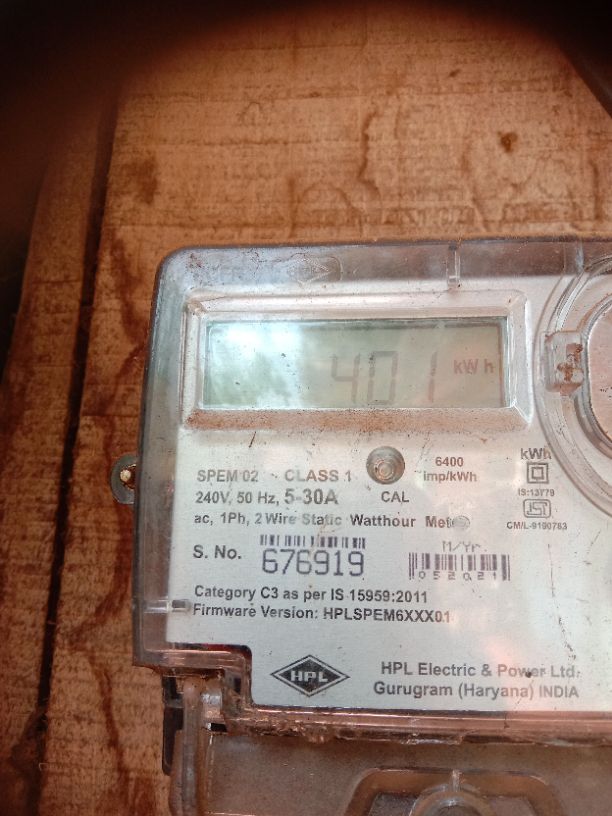 401 kWh
SPEM 02 CLASS 1
240V, 50 Hz, 5-30A
CAL
6400
imp/kWh
kWh
IS:13779
CM/L-9190783
ac, 1Ph, 2 Wire Static Watthour
S. No. 676919
M/Yr.
052021
Category C3 as per IS 15959:2011
Firmware Version: HPLSPEM6XXX01
HPL
HPL Electric & Power Ltd.
Gurugram (Haryana) INDIA